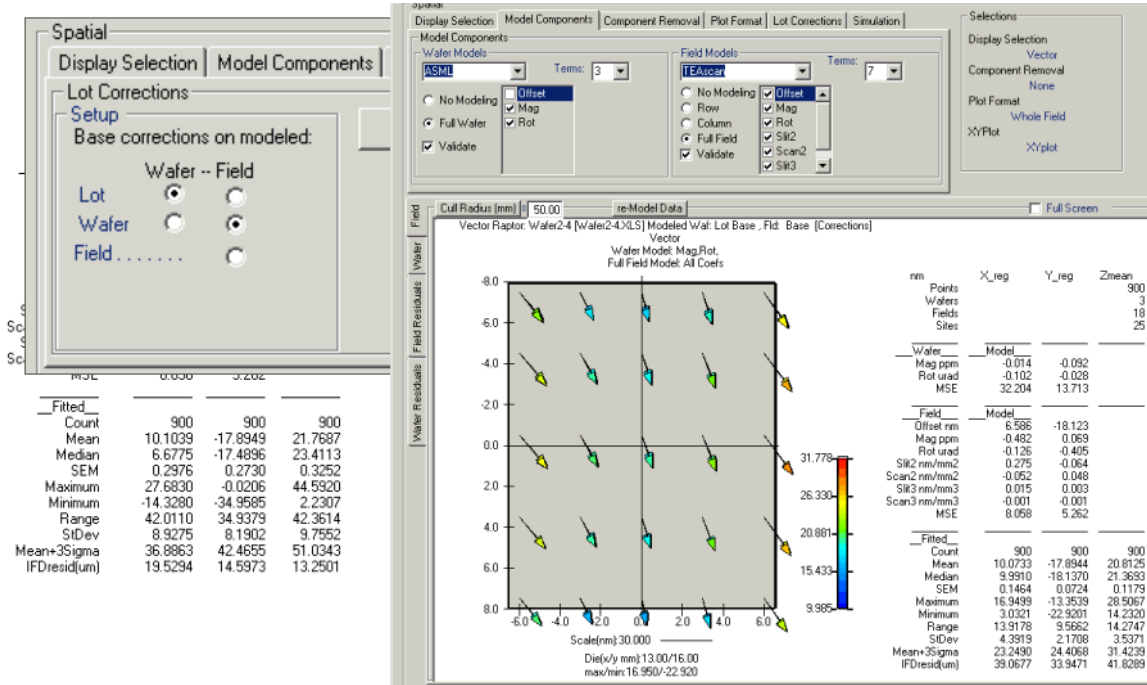 Spatial
Display Selection
Model Components
Lot Corrections
Setup
Base corrections on modeled:
Wafer -- Field
Lot
Wafer
Field . . . . . . .
MSE 8.058 5.262
__Fitted__
Count 900 900 900
Mean 10.1039 -17.8949 21.7687
Median 6.6775 -17.4896 23.4113
SEM 0.2976 0.2730 0.3252
Maximum 27.6830 -0.0206 44.5920
Minimum -14.3280 -34.9585 2.2307
Range 42.0110 34.9379 42.3614
StDev 8.9275 8.1902 9.7552
Mean+3Sigma 36.8863 42.4655 51.0343
IFDresid(um) 19.5294 14.5973 13.2501
Spatial
Display Selection Model Components Component Removal Plot Format Lot Corrections Simulation
Model Components
Wafer Models
ASML Terms: 3
No Modeling
Full Wafer
Validate
Offset
Mag
Rot
Field Models
TEAscan Terms: 7
No Modeling
Row
Column
Full Field
Validate
Offset
Mag
Rot
Slit2
Scan2
Slit3
Selections
Display Selection
Vector
Component Removal
None
Plot Format
Whole Field
XYPlot
XYplot
Field
Wafer
Field Residuals
Wafer Residuals
Cull Radius (mm) 50.00 re-Model Data Full Screen
Vector Raptor: Wafer2-4 [Wafer2-4.XLS] Modeled Waf: Lot Base , Fld: Base [Corrections]
Vector
Wafer Model: Mag,Rot,
Full Field Model: All Coefs
-8.0
-6.0
-4.0
-2.0
0.0
2.0
4.0
6.0
8.0
-6.0 -4.0 -2.0 0.0 2.0 4.0 6.0
Scale(nm):30.000
Die(x/y mm):13.00/16.00
max/min:16.950/-22.920
31.778
26.330
20.881
15.433
9.985
nm X_reg Y_reg Zmean
Points 900
Wafers 3
Fields 18
Sites 25
__Wafer__ __Model__
Mag ppm -0.014 -0.092
Rot urad -0.102 -0.028
MSE 32.204 13.713
__Field__ __Model__
Offset nm 6.586 -18.123
Mag ppm -0.482 0.069
Rot urad -0.126 -0.405
Slit2 nm/mm2 0.275 -0.064
Scan2 nm/mm2 -0.052 0.048
Slit3 nm/mm3 0.015 0.003
Scan3 nm/mm3 -0.001 -0.001
MSE 8.058 5.262
__Fitted__
Count 900 900 900
Mean 10.0733 -17.8944 20.8125
Median 9.9910 -18.1370 21.3693
SEM 0.1464 0.0724 0.1179
Maximum 16.9499 -13.3539 28.5067
Minimum 3.0321 -22.9201 14.2320
Range 13.9178 9.5662 14.2747
StDev 4.3919 2.1708 3.5371
Mean+3Sigma 23.2490 24.4068 31.4239
IFDresid(um) 39.0677 33.9471 41.8289